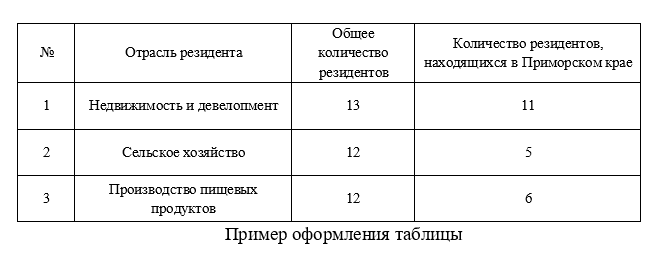 № Отрасль резидента Общее количество резидентов Количество резидентов, находящихся в Приморском крае
1 Недвижимость и девелопмент 13 11
2 Сельское хозяйство 12 5
3 Производство пищевых продуктов 12 6
Пример оформления таблицы